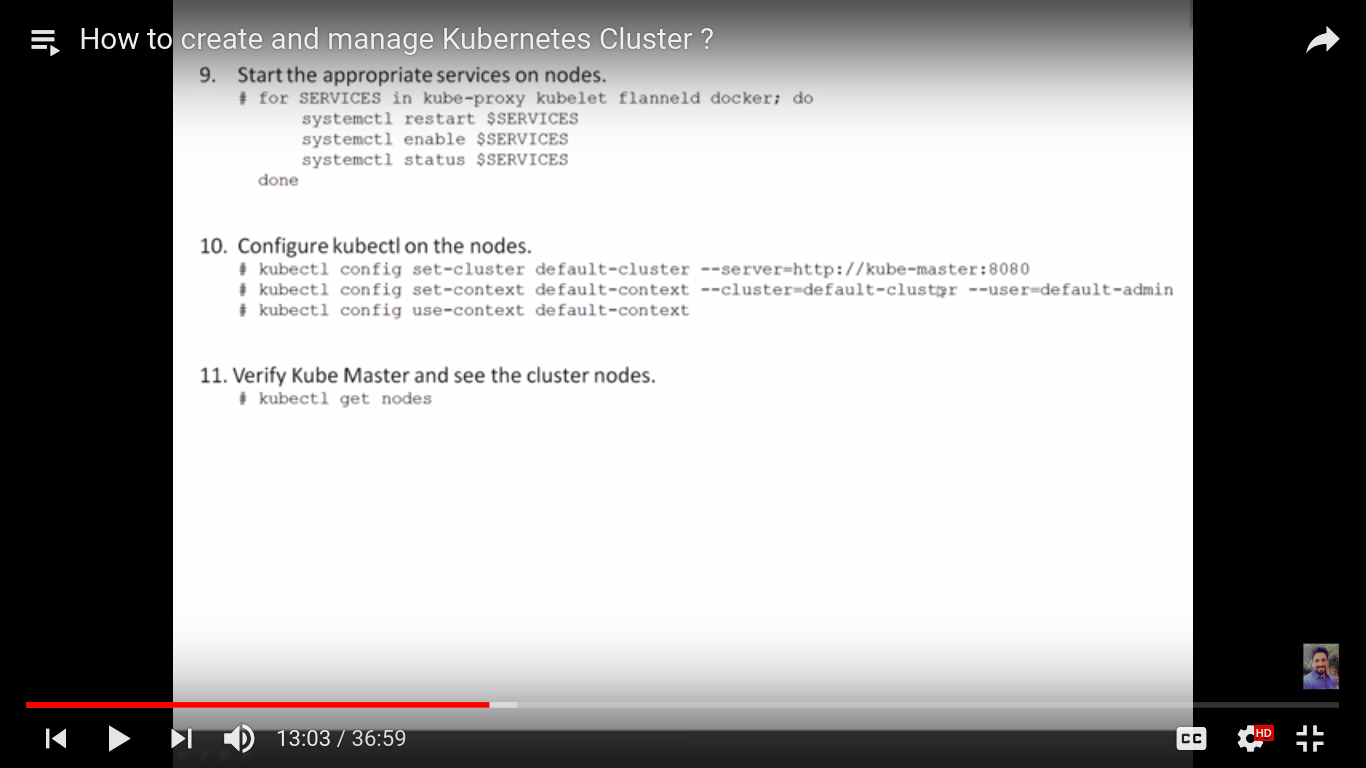 How to create and manage Kubernetes Cluster ?
9. Start the appropriate services on nodes.
# for SERVICES in kube-proxy kubelet flanneld docker; do
systemctl restart $SERVICES
systemctl enable $SERVICES
systemctl status $SERVICES
done
10. Configure kubectl on the nodes.
# kubectl config set-cluster default-cluster --server=http://kube-master:8080
# kubectl config set-context default-context --cluster=default-cluster --user=default-admin
# kubectl config use-context default-context
11. Verify Kube Master and see the cluster nodes.
# kubectl get nodes
13:03 / 36:59
CC
HD